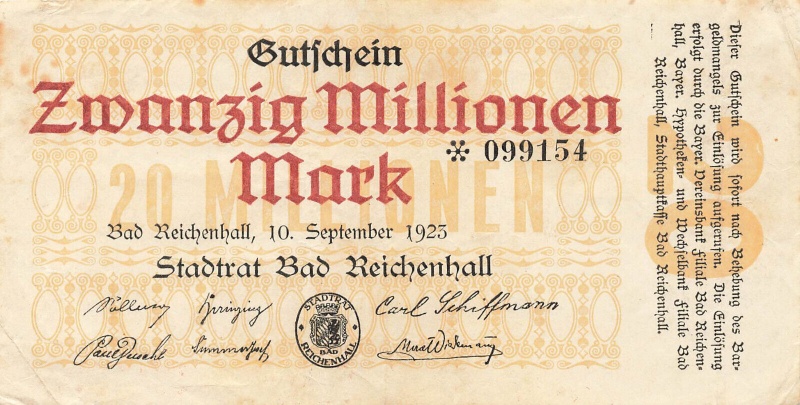 Gutschein
Zwanzig Millionen
Mark
※ 099154
20 MILLIONEN
Bad Reichenhall, 10. September 1923
Stadtrat Bad Reichenhall
Carl Schiffmann
STADTRAT
BAD
REICHENHALL
Dieser Gutschein wird sofort nach Behebung des Bar-
geldmangels zur Einlösung aufgerufen. Die Einlösung
erfolgt durch die Bayer. Vereinsbank Filiale Bad Reichen-
hall, Bayer. Hypotheken- und Wechselbank Filiale Bad
Reichenhall, Stadthauptkasse Bad Reichenhall.